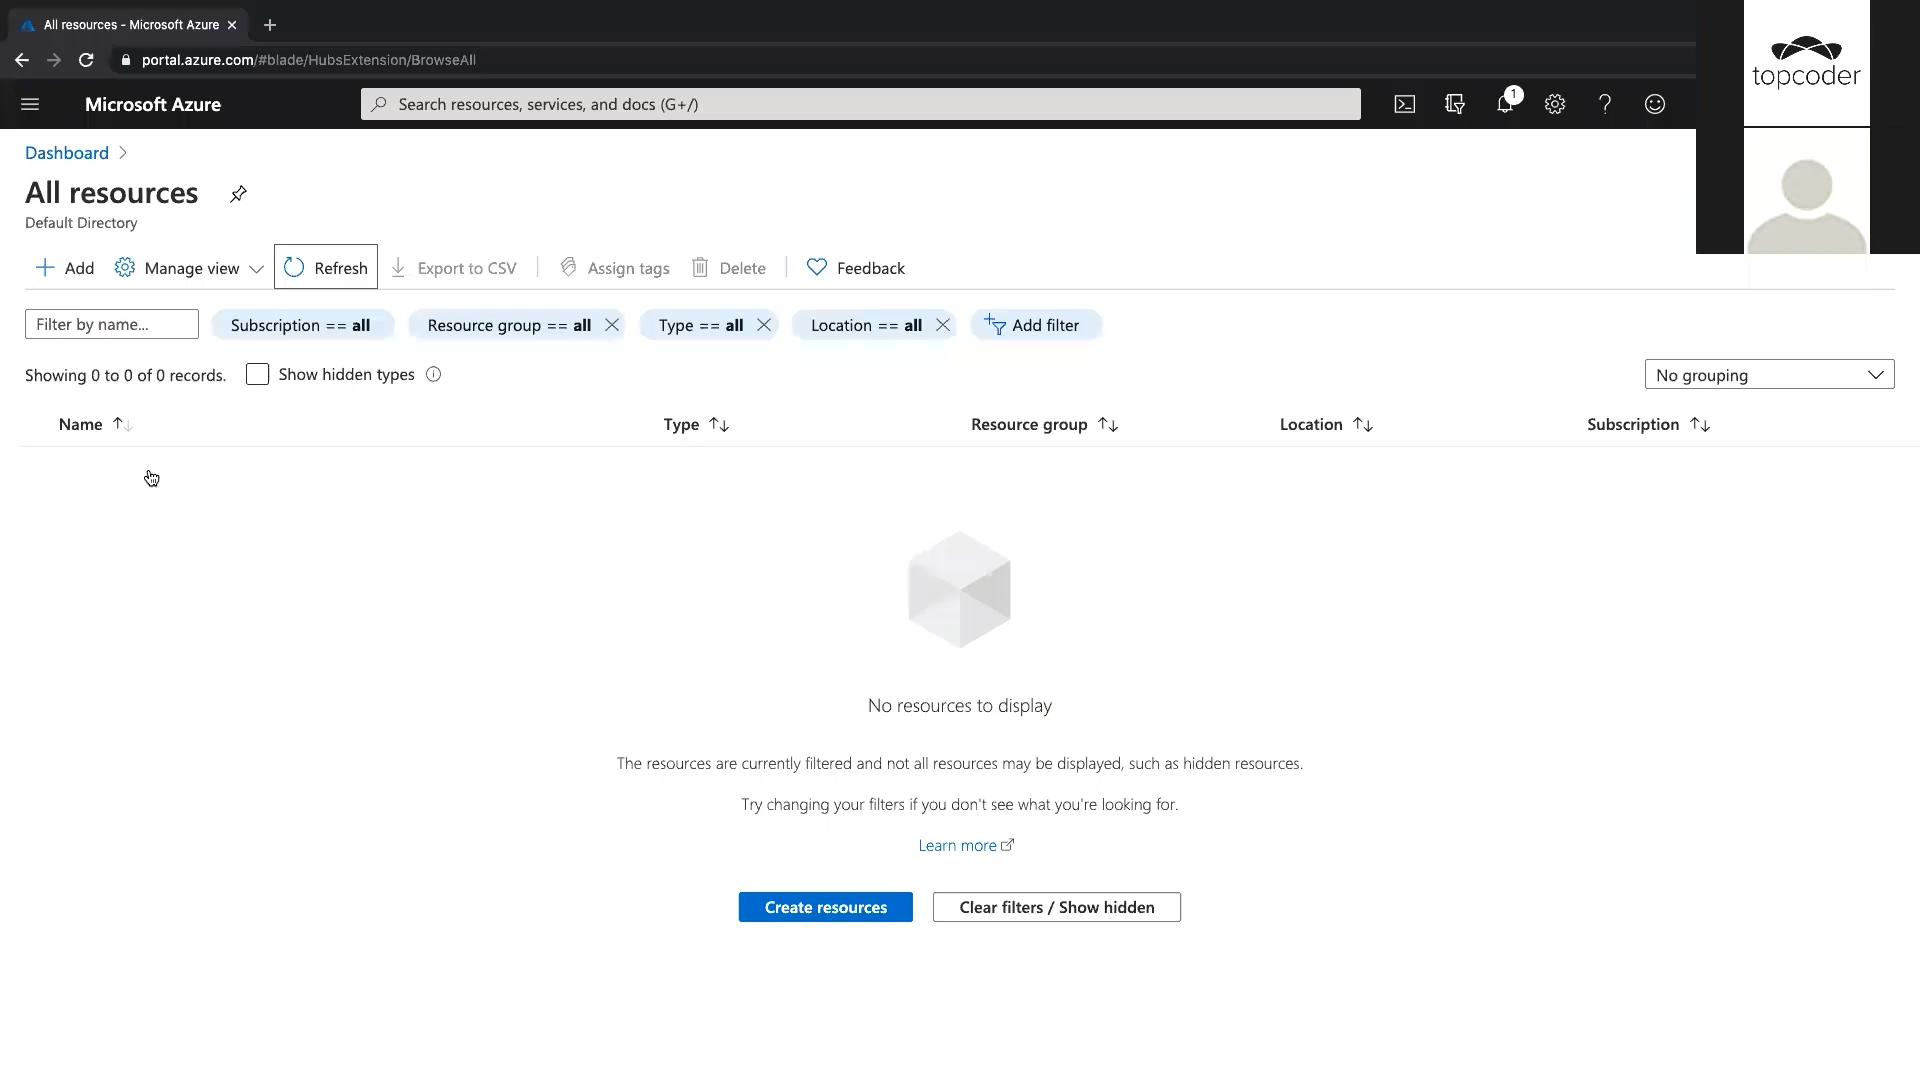 All resources - Microsoft Azure
portal.azure.com/#blade/HubsExtension/BrowseAll
topcoder
Microsoft Azure
Search resources, services, and docs (G+/)
1
Dashboard
All resources
Default Directory
Add
Manage view
Refresh
Export to CSV
Assign tags
Delete
Feedback
Filter by name...
Subscription == all
Resource group == all
Type == all
Location == all
Add filter
Showing 0 to 0 of 0 records.
Show hidden types
No grouping
Name
Type
Resource group
Location
Subscription
No resources to display
The resources are currently filtered and not all resources may be displayed, such as hidden resources.
Try changing your filters if you don't see what you're looking for.
Learn more
Create resources
Clear filters / Show hidden